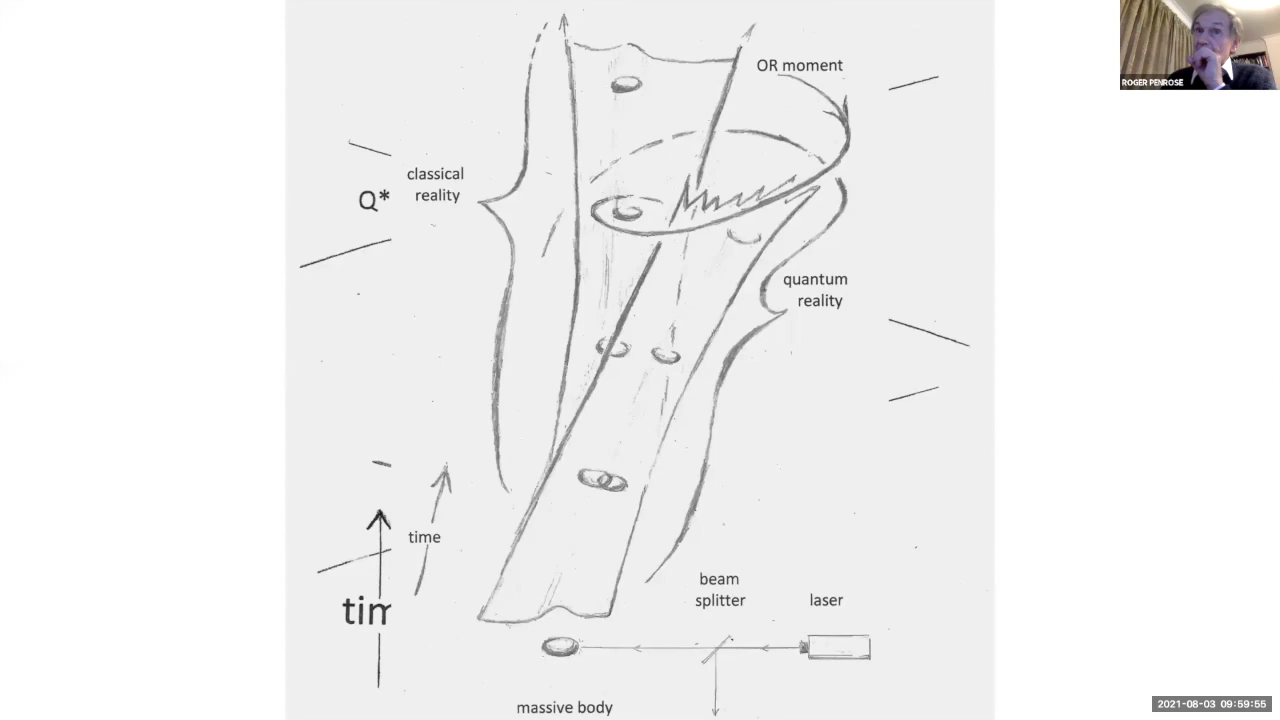 ROGER PENROSE
OR moment
classical
reality
Q*
quantum
reality
time
tim
beam
splitter
laser
massive body
2021-08-03 09:59:55